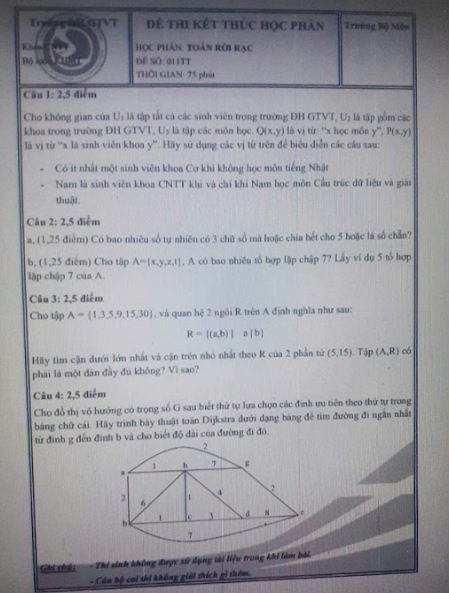 Trường ĐH GTVT
ĐỀ THI KẾT THÚC HỌC PHẦN
Trưởng Bộ Môn
Khoa
HỌC PHẦN: TOÁN RỜI RẠC
Bộ môn
ĐỀ SỐ: 011TT
THỜI GIAN: 75 phút
Câu 1: 2,5 điểm
Cho không gian của U₁ là tập tất cả các sinh viên trong trường ĐH GTVT, U₂ là tập gồm các
khoa trong trường ĐH GTVT, U₃ là tập các môn học. Q(x,y) là vị từ: "x học môn y", P(x,y)
là vị từ "x là sinh viên khoa y". Hãy sử dụng các vị từ trên để biểu diễn các câu sau:
- Có ít nhất một sinh viên khoa Cơ khí không học môn tiếng Nhật
- Nam là sinh viên khoa CNTT khi và chỉ khi Nam học môn Cấu trúc dữ liệu và giải
thuật.
Câu 2: 2,5 điểm
a, (1,25 điểm) Có bao nhiêu số tự nhiên có 3 chữ số mà hoặc chia hết cho 5 hoặc là số chẵn?
b, (1,25 điểm) Cho tập A={x,y,z,t}, A có bao nhiêu tổ hợp lặp chập 7? Lấy ví dụ 5 tổ hợp
lặp chập 7 của A.
Câu 3: 2,5 điểm
Cho tập A = {1,3,5,9,15,30}, và quan hệ 2 ngôi R trên A định nghĩa như sau:
R = {(a,b) | a | b}
Hãy tìm cận dưới lớn nhất và cận trên nhỏ nhất theo R của 2 phần tử (5,15). Tập (A,R) có
phải là một dàn đầy đủ không? Vì sao?
Câu 4: 2,5 điểm
Cho đồ thị vô hướng có trọng số G sau biết thứ tự lựa chọn các đỉnh ưu tiên theo thứ tự trong
bảng chữ cái. Hãy trình bày thuật toán Dijkstra dưới dạng bảng để tìm đường đi ngắn nhất
từ đỉnh g đến đỉnh b và cho biết độ dài của đường đi đó.
2
a 1 h 7 g
2 6 1 4 2
b 1 c 3 d 8 e
7
Ghi chú: - Thí sinh không được sử dụng tài liệu trong khi làm bài.
- Cán bộ coi thi không giải thích gì thêm.